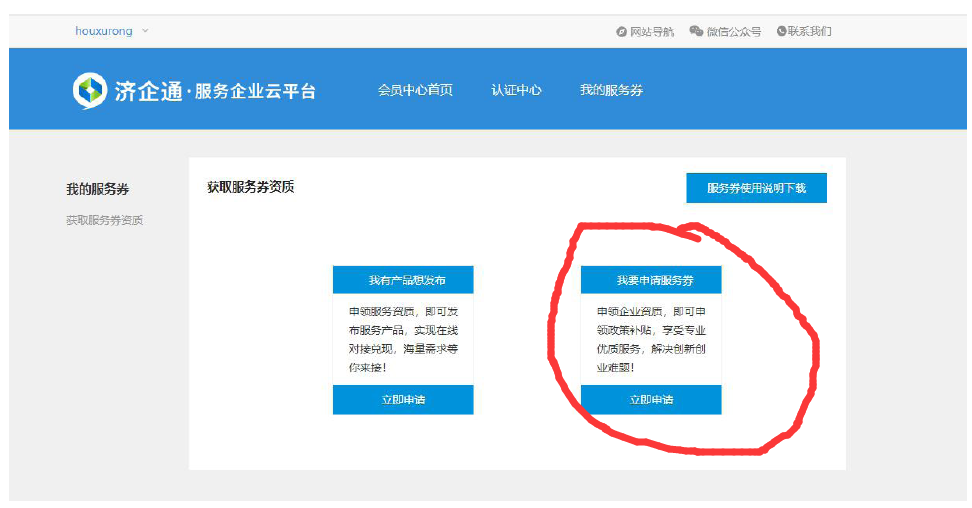 houxurong
网站导航 微信公众号 联系我们
济企通·服务企业云平台 会员中心首页 认证中心 我的服务券
我的服务券
获取服务券资质
获取服务券资质
服务券使用说明下载
我有产品想发布
申领服务资质，即可发
布服务产品，实现在线
对接兑现，海量需求等
你来接！
立即申请
我要申请服务券
申领企业资质，即可申
领政策补贴，享受专业
优质服务，解决创新创
业难题！
立即申请